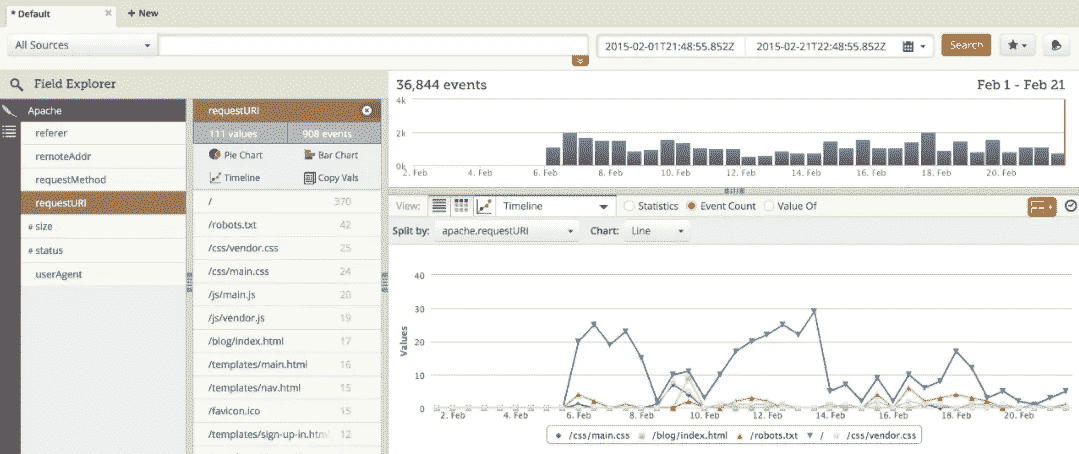 * Default × + New
All Sources 2015-02-01T21:48:55.852Z 2015-02-21T22:48:55.852Z Search
Field Explorer
Apache
referer
remoteAddr
requestMethod
requestURI
# size
# status
userAgent
requestURI
111 values 908 events
Pie Chart Bar Chart
Timeline Copy Vals
/ 370
/robots.txt 42
/css/vendor.css 25
/css/main.css 24
/js/main.js 20
/js/vendor.js 19
/blog/index.html 17
/templates/main.html 16
/templates/nav.html 15
/favicon.ico 15
/templates/sign-up-in.html 12
36,844 events Feb 1 - Feb 21
4k
2k
0k
2. Feb 4. Feb 6. Feb 8. Feb 10. Feb 12. Feb 14. Feb 16. Feb 18. Feb 20. Feb
View: Timeline Statistics Event Count Value Of
Split by: apache.requestURI Chart: Line
Values
40
30
20
10
0
2. Feb 4. Feb 6. Feb 8. Feb 10. Feb 12. Feb 14. Feb 16. Feb 18. Feb 20. Feb
/css/main.css /blog/index.html /robots.txt / /css/vendor.css